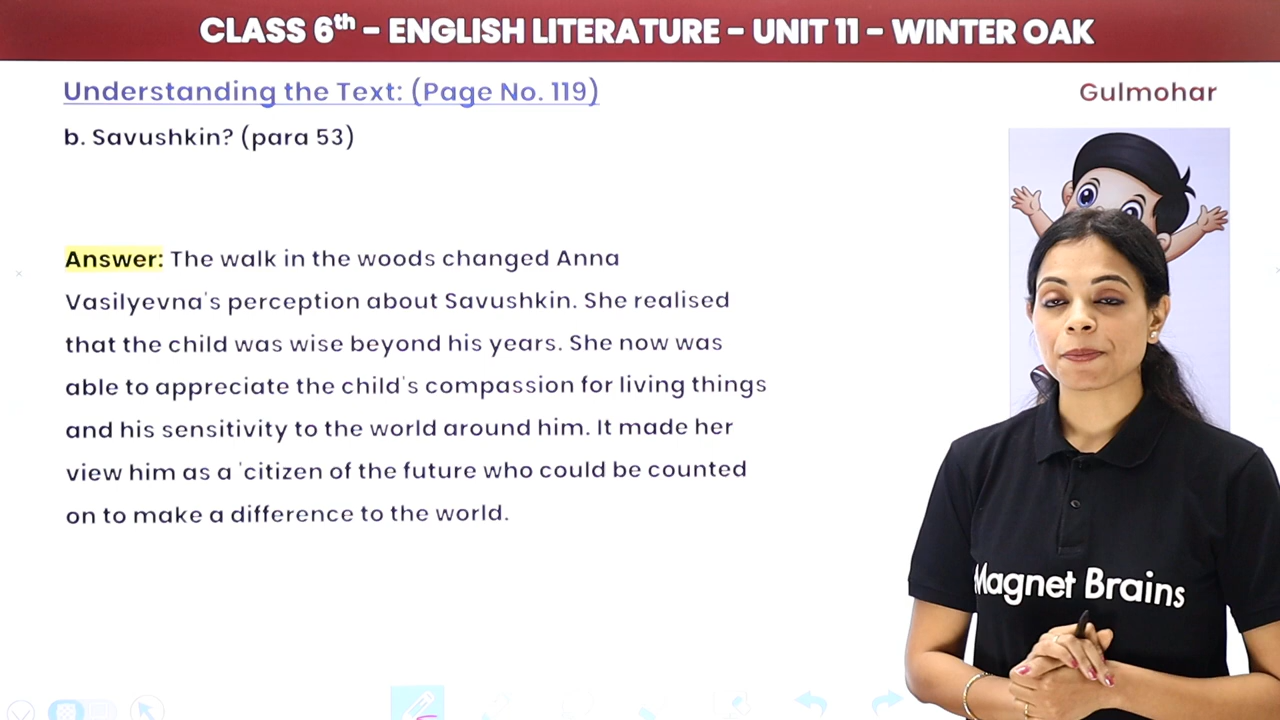 CLASS 6th – ENGLISH LITERATURE – UNIT 11 – WINTER OAK
Understanding the Text: (Page No. 119)
Gulmohar
b. Savushkin? (para 53)
Answer: The walk in the woods changed Anna
Vasilyevna's perception about Savushkin. She realised
that the child was wise beyond his years. She now was
able to appreciate the child's compassion for living things
and his sensitivity to the world around him. It made her
view him as a 'citizen of the future who could be counted
on to make a difference to the world.
Magnet Brains